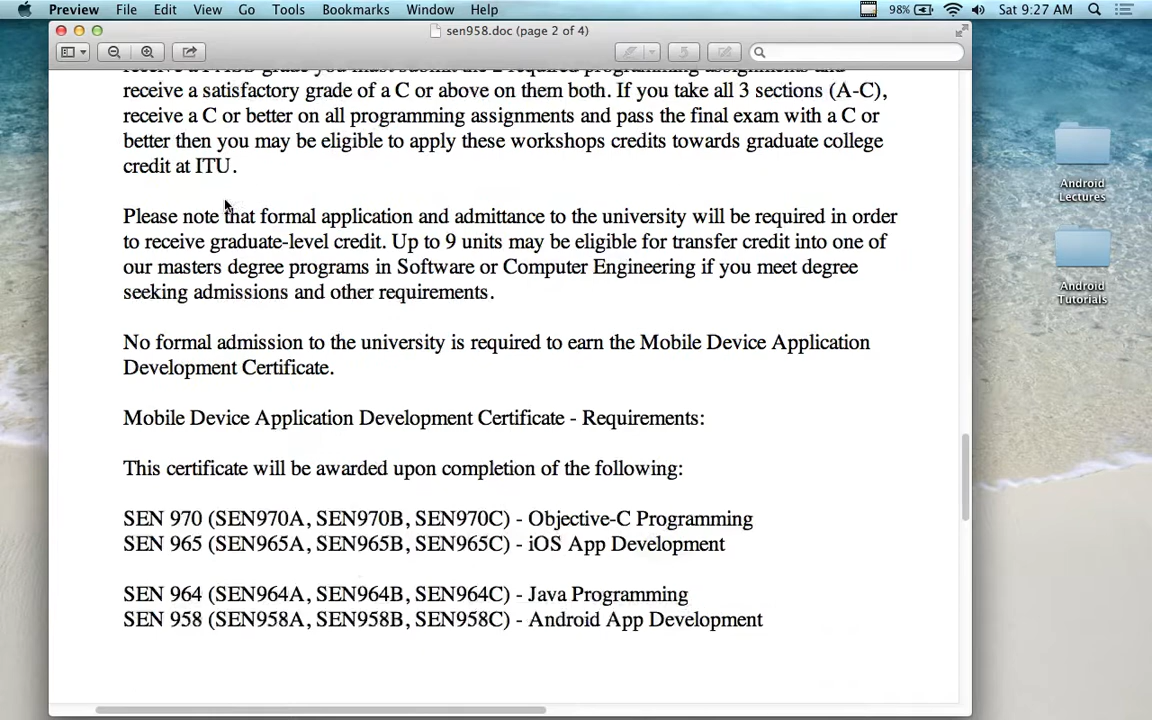 Preview File Edit View Go Tools Bookmarks Window Help 98% Sat 9:27 AM
sen958.doc (page 2 of 4)
receive a satisfactory grade of a C or above on them both. If you take all 3 sections (A-C),
receive a C or better on all programming assignments and pass the final exam with a C or
better then you may be eligible to apply these workshops credits towards graduate college
credit at ITU.
Please note that formal application and admittance to the university will be required in order
to receive graduate-level credit. Up to 9 units may be eligible for transfer credit into one of
our masters degree programs in Software or Computer Engineering if you meet degree
seeking admissions and other requirements.
No formal admission to the university is required to earn the Mobile Device Application
Development Certificate.
Mobile Device Application Development Certificate - Requirements:
This certificate will be awarded upon completion of the following:
SEN 970 (SEN970A, SEN970B, SEN970C) - Objective-C Programming
SEN 965 (SEN965A, SEN965B, SEN965C) - iOS App Development
SEN 964 (SEN964A, SEN964B, SEN964C) - Java Programming
SEN 958 (SEN958A, SEN958B, SEN958C) - Android App Development
Android
Lectures
Android
Tutorials